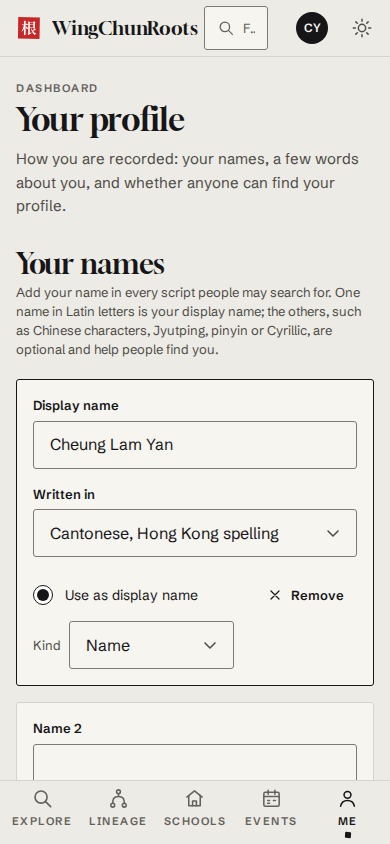 根 WingChunRoots F.. CY
DASHBOARD
Your profile
How you are recorded: your names, a few words
about you, and whether anyone can find your
profile.
Your names
Add your name in every script people may search for. One
name in Latin letters is your display name; the others, such
as Chinese characters, Jyutping, pinyin or Cyrillic, are
optional and help people find you.
Display name
Cheung Lam Yan
Written in
Cantonese, Hong Kong spelling
Use as display name Remove
Kind Name
Name 2
EXPLORE LINEAGE SCHOOLS EVENTS ME